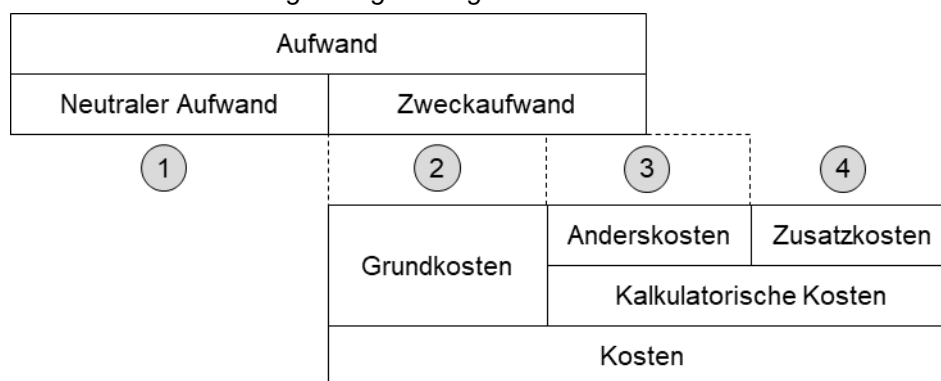 Aufwand
Neutraler Aufwand Zweckaufwand
1 2 3 4
Grundkosten Anderskosten Zusatzkosten
Kalkulatorische Kosten
Kosten